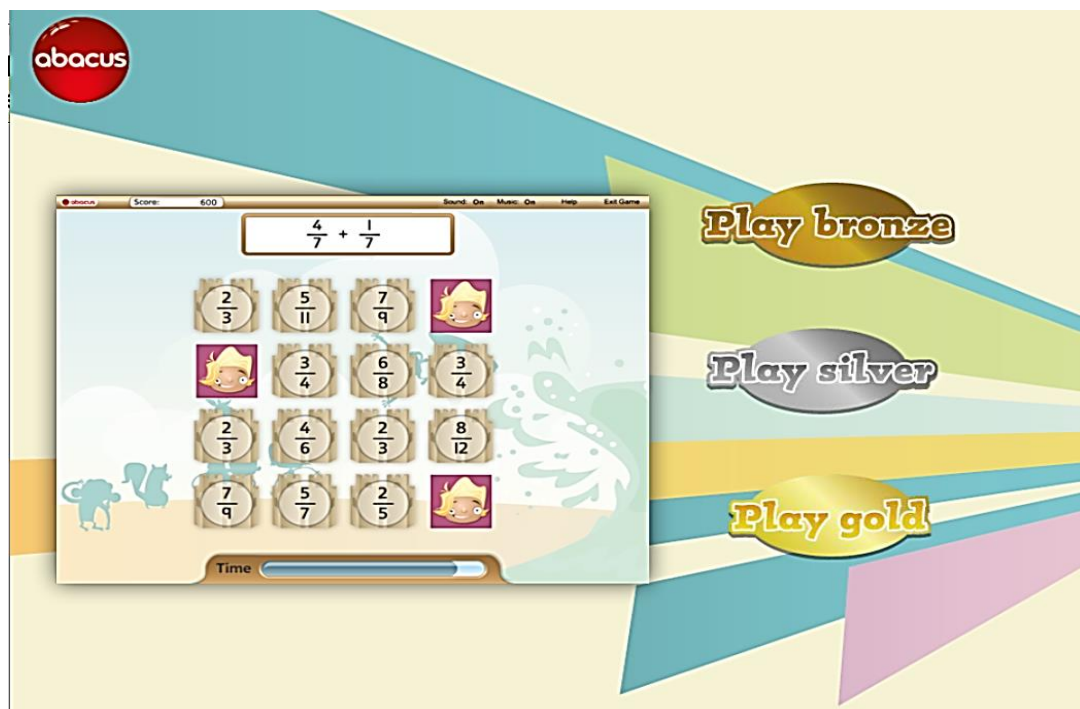 abacus
abacus Score: 600 Sound: On Music: On Help Exit Game
4/7 + 1/7
2/3 5/11 7/9
3/4 6/8 3/4
2/3 4/6 2/3 8/12
7/9 5/7 2/5
Time
Play bronze
Play silver
Play gold